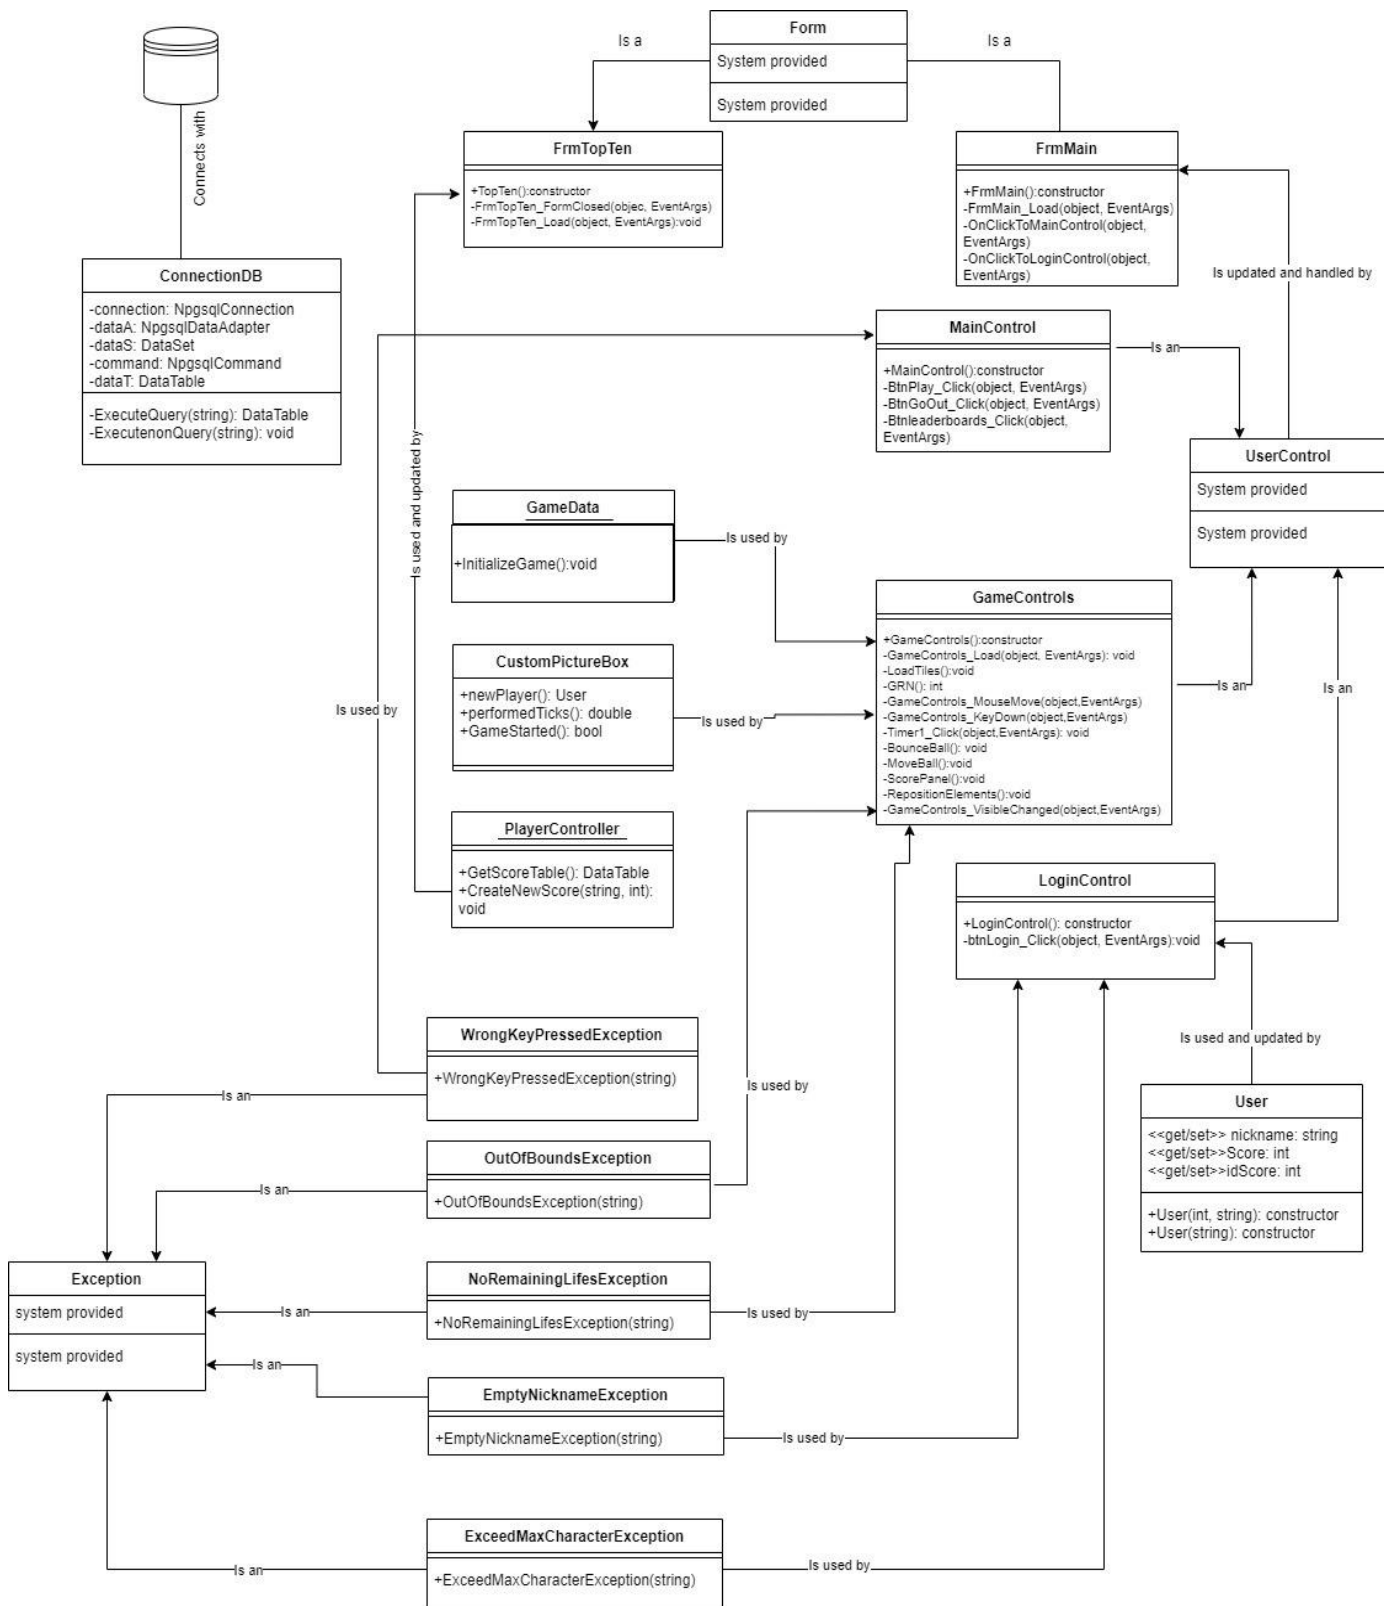 Form
System provided
System provided
Is a
Is a
Connects with
FrmTopTen
+TopTen():constructor
-FrmTopTen_FormClosed(objec, EventArgs)
-FrmTopTen_Load(object, EventArgs):void
FrmMain
+FrmMain():constructor
-FrmMain_Load(object, EventArgs)
-OnClickToMainControl(object,
EventArgs)
-OnClickToLoginControl(object,
EventArgs)
Is updated and handled by
ConnectionDB
-connection: NpgsqlConnection
-dataA: NpgsqlDataAdapter
-dataS: DataSet
-command: NpgsqlCommand
-dataT: DataTable
-ExecuteQuery(string): DataTable
-ExecutenonQuery(string): void
MainControl
+MainControl():constructor
-BtnPlay_Click(object, EventArgs)
-BtnGoOut_Click(object, EventArgs)
-Btnleaderboards_Click(object,
EventArgs)
Is an
UserControl
System provided
System provided
Is used and updated by
GameData
+InitializeGame():void
Is used by
GameControls
+GameControls():constructor
-GameControls_Load(object, EventArgs): void
-LoadTiles():void
-GRN(): int
-GameControls_MouseMove(object,EventArgs)
-GameControls_KeyDown(object,EventArgs)
-Timer1_Click(object,EventArgs): void
-BounceBall(): void
-MoveBall():void
-ScorePanel():void
-RepositionElements():void
-GameControls_VisibleChanged(object,EventArgs)
Is an
Is an
CustomPictureBox
+newPlayer(): User
+performedTicks(): double
+GameStarted(): bool
Is used by
Is used by
PlayerController
+GetScoreTable(): DataTable
+CreateNewScore(string, int):
void
LoginControl
+LoginControl(): constructor
-btnLogin_Click(object, EventArgs):void
Is used and updated by
WrongKeyPressedException
+WrongKeyPressedException(string)
Is an
Is used by
User
<<get/set>> nickname: string
<<get/set>>Score: int
<<get/set>>idScore: int
+User(int, string): constructor
+User(string): constructor
OutOfBoundsException
+OutOfBoundsException(string)
Is an
Exception
system provided
system provided
NoRemainingLifesException
+NoRemainingLifesException(string)
Is an
Is used by
EmptyNicknameException
+EmptyNicknameException(string)
Is an
Is used by
ExceedMaxCharacterException
+ExceedMaxCharacterException(string)
Is an
Is used by